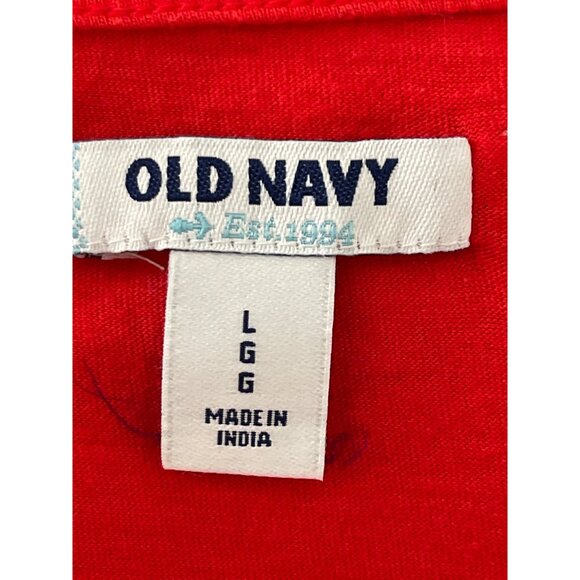 OLD NAVY
Est 1994
L
G
G
MADE IN
INDIA